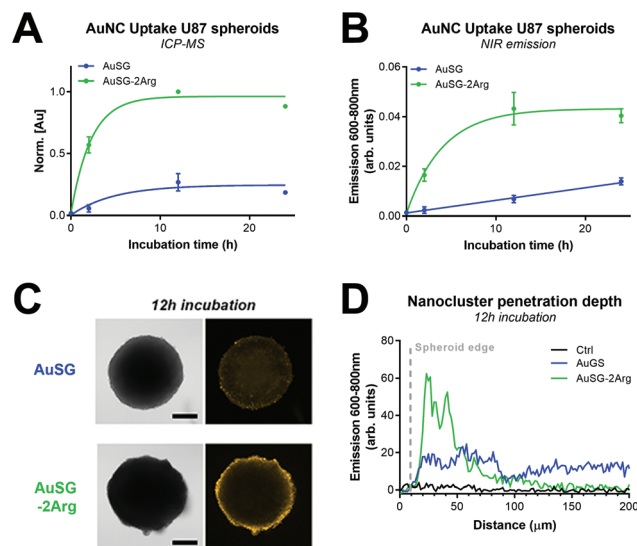 A
AuNC Uptake U87 spheroids
ICP-MS
AuSG
AuSG-2Arg
Norm. [Au]
1.0
0.5
0.0
0
10
20
Incubation time (h)
B
AuNC Uptake U87 spheroids
NIR emission
AuSG
AuSG-2Arg
Emissison 600-800nm
(arb. units)
0.06
0.04
0.02
0.00
0
10
20
Incubation time (h)
C
12h incubation
AuSG
AuSG
-2Arg
D
Nanocluster penetration depth
12h incubation
Spheroid edge
Ctrl
AuGS
AuSG-2Arg
Emissison 600-800nm
(arb. units)
80
60
40
20
0
0
50
100
150
200
Distance (μm)